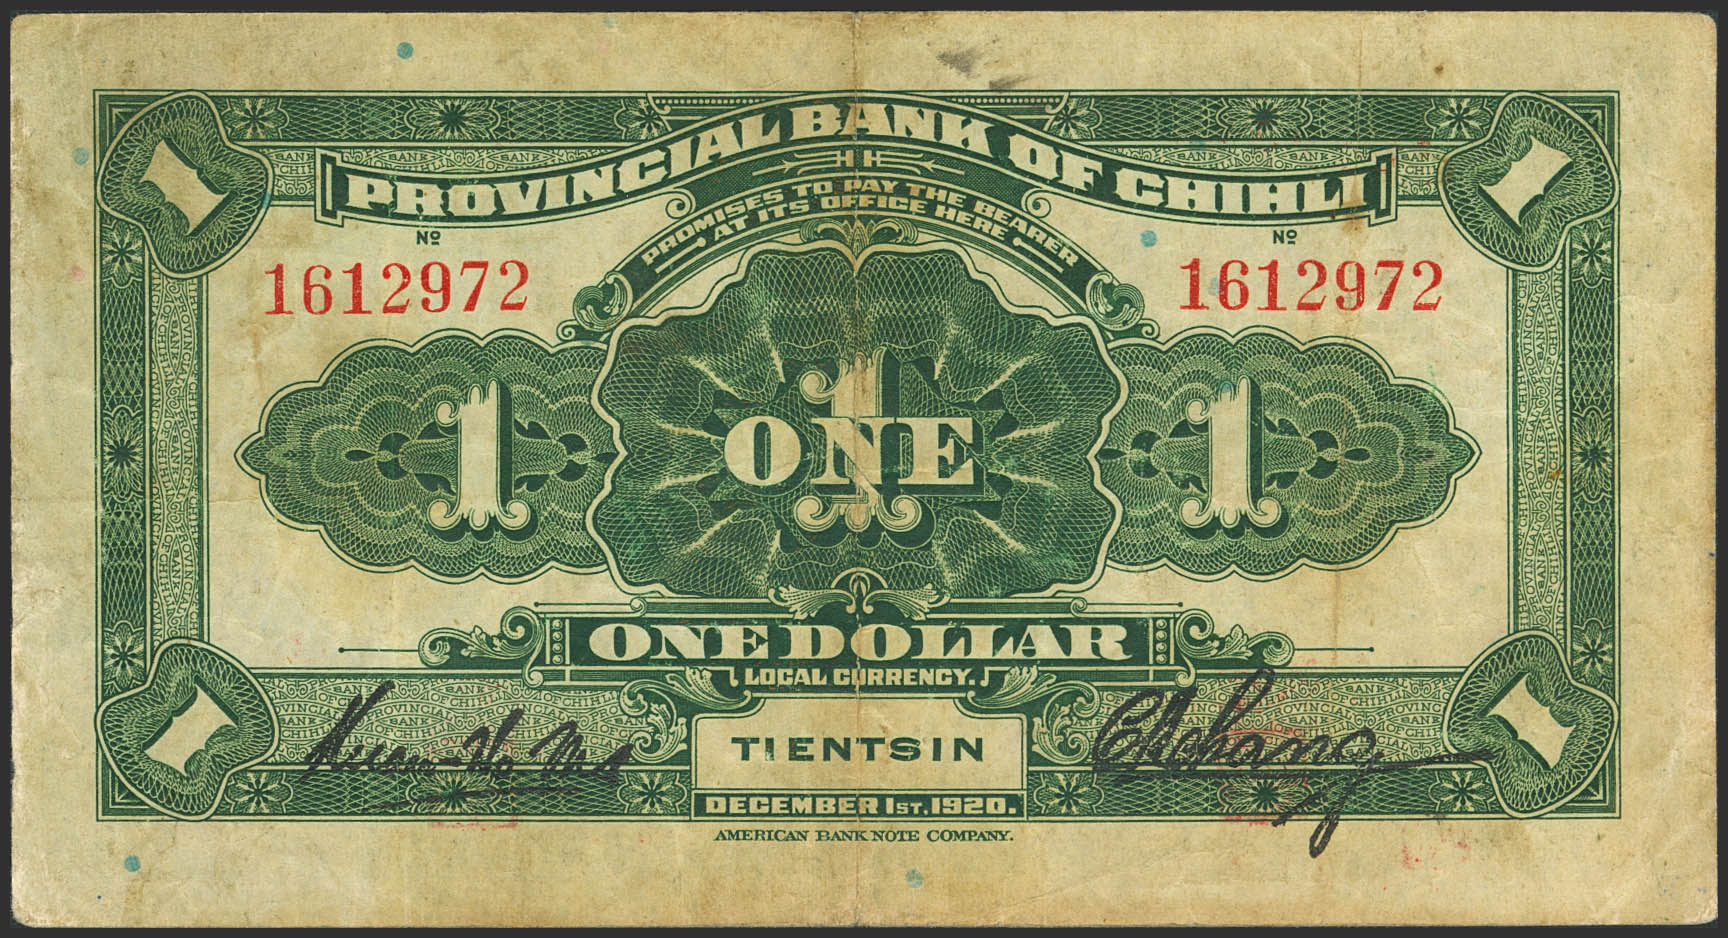 PROVINCIAL BANK OF CHIHLI
PROMISES TO PAY THE BEARER
AT ITS OFFICE HERE
Nº
Nº
1612972
1612972
1
1
ONE
1
ONE DOLLAR
LOCAL CURRENCY.
TIENTSIN
DECEMBER 1ST, 1920.
AMERICAN BANK NOTE COMPANY.